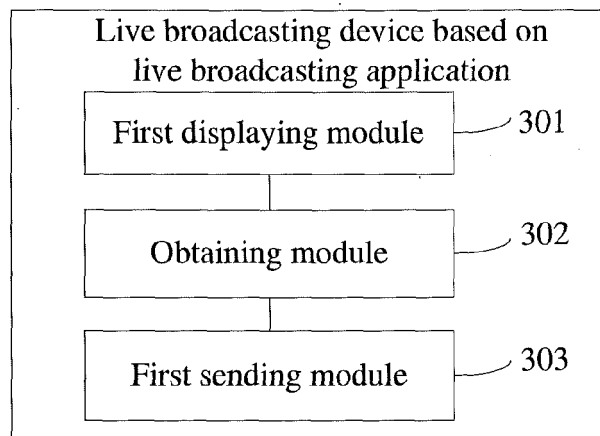 Live broadcasting device based on
live broadcasting application
First displaying module
301
Obtaining module
302
First sending module
303